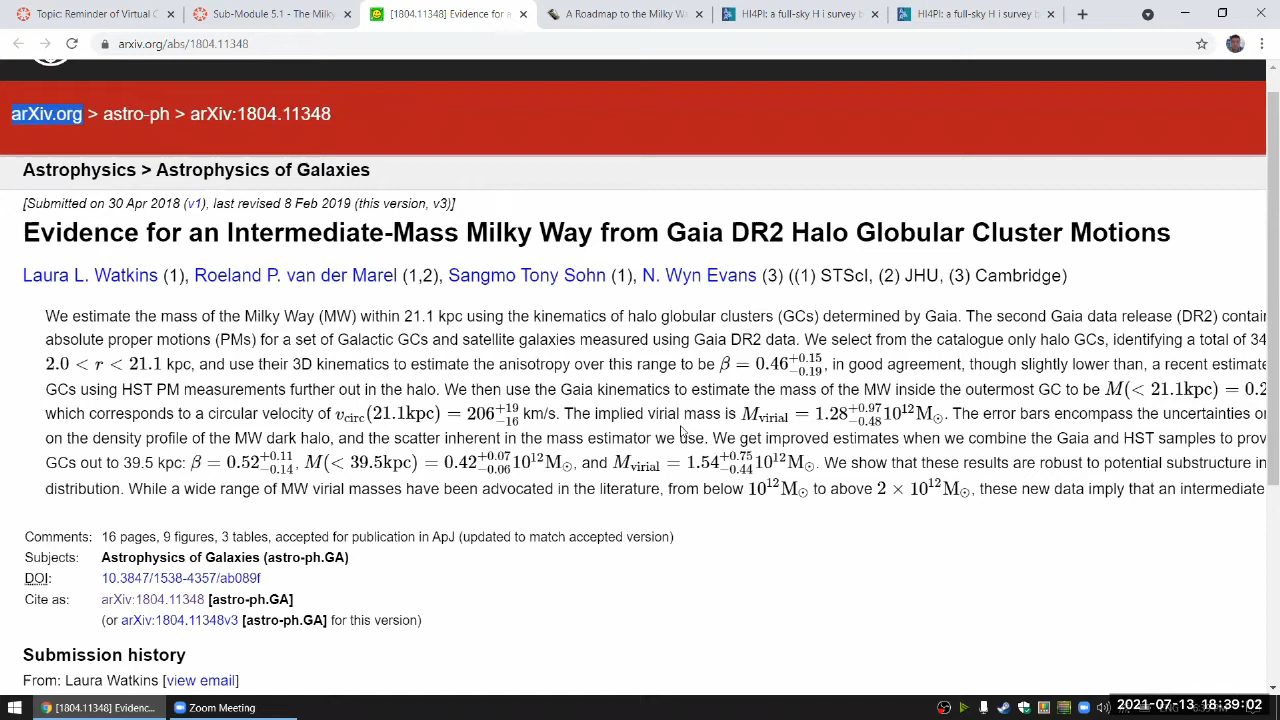 Topic: Reminder of Virtual C
Sub-Module 5.1 - The Milky
[1804.11348] Evidence for a
A Roadmap to the Milky W
HI4PI: a full-sky H i survey b
HI4PI: a full-sky H i survey b
arxiv.org/abs/1804.11348
arXiv.org > astro-ph > arXiv:1804.11348
Astrophysics > Astrophysics of Galaxies
[Submitted on 30 Apr 2018 (v1), last revised 8 Feb 2019 (this version, v3)]
Evidence for an Intermediate-Mass Milky Way from Gaia DR2 Halo Globular Cluster Motions
Laura L. Watkins (1), Roeland P. van der Marel (1,2), Sangmo Tony Sohn (1), N. Wyn Evans (3) ((1) STScI, (2) JHU, (3) Cambridge)
We estimate the mass of the Milky Way (MW) within 21.1 kpc using the kinematics of halo globular clusters (GCs) determined by Gaia. The second Gaia data release (DR2) contai
absolute proper motions (PMs) for a set of Galactic GCs and satellite galaxies measured using Gaia DR2 data. We select from the catalogue only halo GCs, identifying a total of 34
2.0 < r < 21.1 kpc, and use their 3D kinematics to estimate the anisotropy over this range to be β = 0.46+0.15−0.19, in good agreement, though slightly lower than, a recent estimate
GCs using HST PM measurements further out in the halo. We then use the Gaia kinematics to estimate the mass of the MW inside the outermost GC to be M(< 21.1kpc) = 0.2
which corresponds to a circular velocity of vcirc(21.1kpc) = 206+19−16 km/s. The implied virial mass is Mvirial = 1.28+0.97−0.48 10¹²M☉. The error bars encompass the uncertainties o
on the density profile of the MW dark halo, and the scatter inherent in the mass estimator we use. We get improved estimates when we combine the Gaia and HST samples to prov
GCs out to 39.5 kpc: β = 0.52+0.11−0.14, M(< 39.5kpc) = 0.42+0.07−0.06 10¹²M☉, and Mvirial = 1.54+0.75−0.44 10¹²M☉. We show that these results are robust to potential substructure in
distribution. While a wide range of MW virial masses have been advocated in the literature, from below 10¹²M☉ to above 2 × 10¹²M☉, these new data imply that an intermediate
Comments: 16 pages, 9 figures, 3 tables, accepted for publication in ApJ (updated to match accepted version)
Subjects: Astrophysics of Galaxies (astro-ph.GA)
DOI: 10.3847/1538-4357/ab089f
Cite as: arXiv:1804.11348 [astro-ph.GA]
(or arXiv:1804.11348v3 [astro-ph.GA] for this version)
Submission history
From: Laura Watkins [view email]
[1804.11348] Evidenc...
Zoom Meeting
2021-07-13 18:39:02